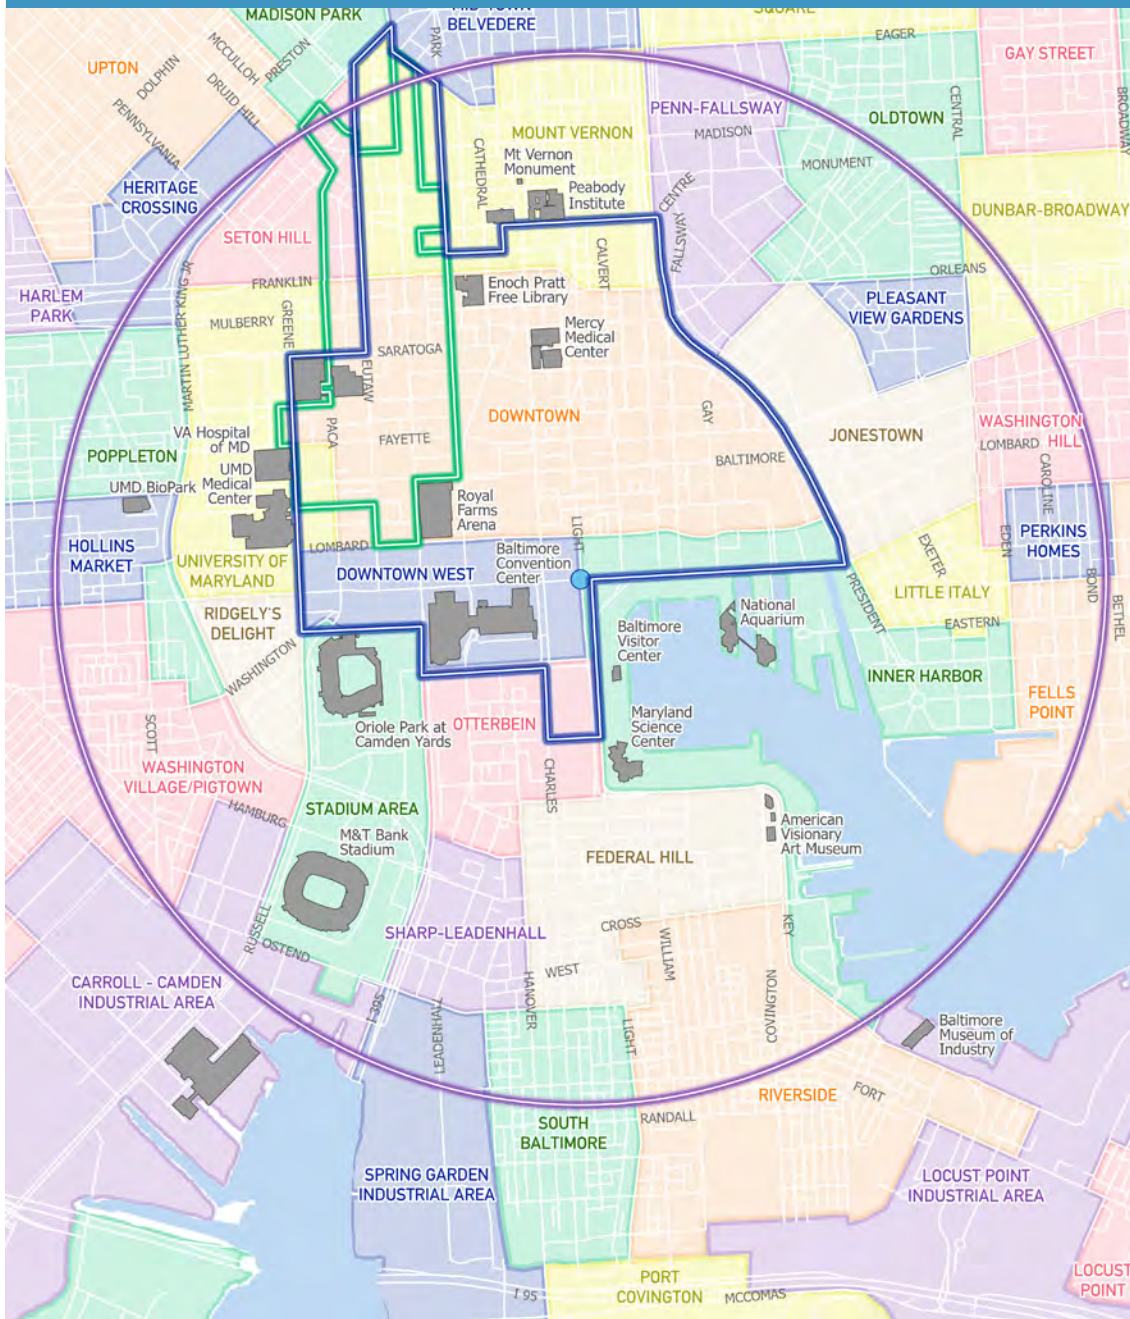 MADISON PARK
MID-TOWN
BELVEDERE
SQUARE
PARK
EAGER
GAY STREET
UPTON
DOLPHIN
MCCULLOH
PRESTON
DRUID HILL
PENNSYLVANIA
PENN-FALLSWAY
MADISON
OLDTOWN
CENTRAL
BROADWAY
MOUNT VERNON
CATHEDRAL
Mt Vernon
Monument
Peabody
Institute
MONUMENT
CENTRE
HERITAGE
CROSSING
SETON HILL
DUNBAR-BROADWAY
FALLSWAY
CALVERT
ORLEANS
FRANKLIN
Enoch Pratt
Free Library
HARLEM
PARK
MARTIN LUTHER KING JR
MULBERRY
GREENE
PLEASANT
VIEW GARDENS
Mercy
Medical
Center
SARATOGA
EUTAW
DOWNTOWN
GAY
JONESTOWN
WASHINGTON
HILL
LOMBARD
PACA
FAYETTE
VA Hospital
of MD
POPPLETON
UMD
Medical
Center
UMD BioPark
BALTIMORE
CAROLINE
Royal
Farms
Arena
LIGHT
HOLLINS
MARKET
LOMBARD
UNIVERSITY OF
MARYLAND
DOWNTOWN WEST
Baltimore
Convention
Center
EXETER
EDEN
PERKINS
HOMES
BOND
BETHEL
PRESIDENT
LITTLE ITALY
EASTERN
RIDGELY'S
DELIGHT
WASHINGTON
National
Aquarium
Baltimore
Visitor
Center
INNER HARBOR
FELLS
POINT
SCOTT
Oriole Park at
Camden Yards
OTTERBEIN
Maryland
Science
Center
WASHINGTON
VILLAGE/PIGTOWN
CHARLES
HAMBURG
STADIUM AREA
M&T Bank
Stadium
American
Visionary
Art Museum
FEDERAL HILL
RUSSELL
OSTEND
SHARP-LEADENHALL
CROSS
WILLIAM
KEY
WEST
CARROLL - CAMDEN
INDUSTRIAL AREA
I 395
LEADENHALL
HANOVER
LIGHT
COVINGTON
Baltimore
Museum of
Industry
RIVERSIDE
FORT
RANDALL
SOUTH
BALTIMORE
SPRING GARDEN
INDUSTRIAL AREA
LOCUST POINT
INDUSTRIAL AREA
LOCUST
POINT
PORT
COVINGTON
I 95
MCCOMAS